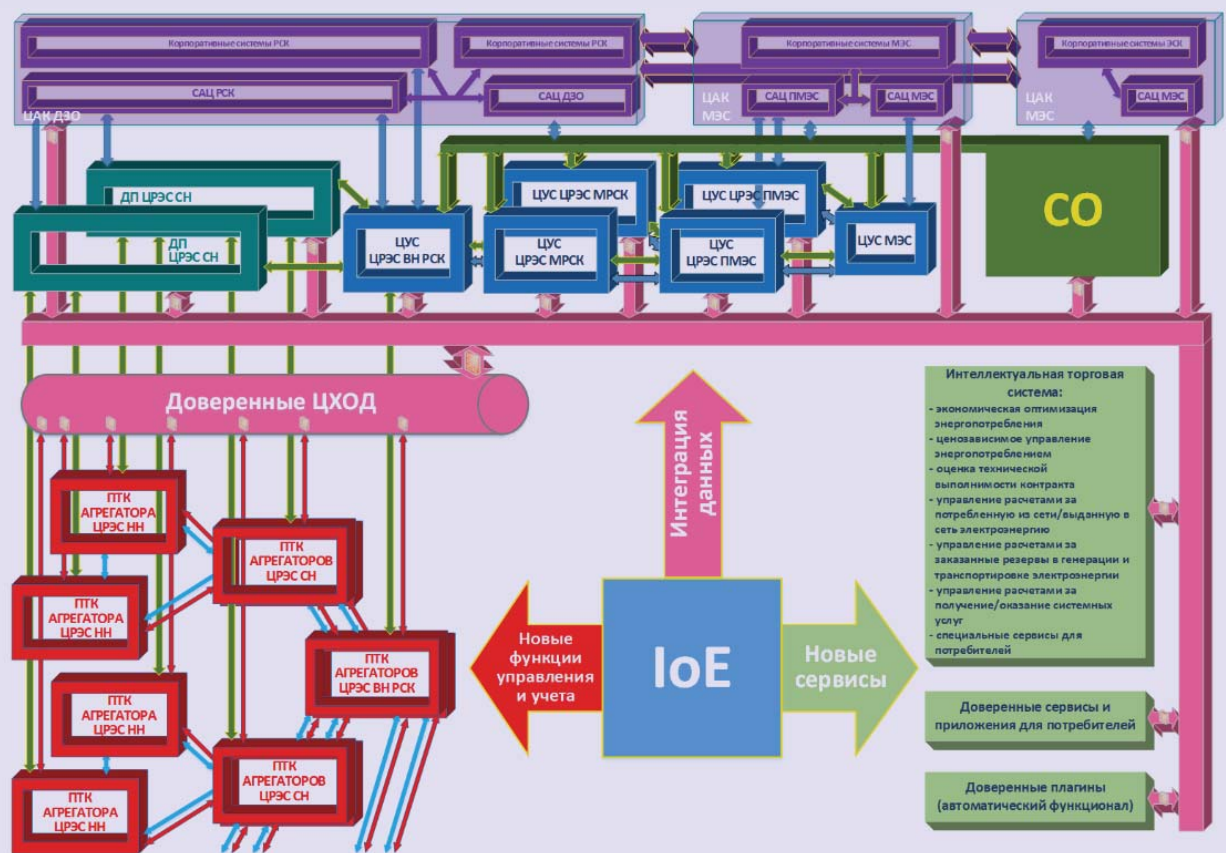 Корпоративные системы РСК
Корпоративные системы РСК
Корпоративные системы МЭС
Корпоративные системы ЭСК
САЦ РСК
САЦ ДЗО
САЦ ПМЭС
САЦ МЭС
САЦ МЭС
ЦАК ДЗО
ЦАК
МЭС
ЦАК
МЭС
ДП ЦРЭС СН
ДП
ЦРЭС СН
ЦУС
ЦРЭС ВН РСК
ЦУС ЦРЭС МРСК
ЦУС
ЦРЭС МРСК
ЦУС ЦРЭС ПМЭС
ЦУС
ЦРЭС ПМЭС
ЦУС МЭС
СО
Доверенные ЦХОД
ПТК
АГРЕГАТОРА
ЦРЭС НН
ПТК
АГРЕГАТОРОВ
ЦРЭС СН
ПТК
АГРЕГАТОРА
ЦРЭС НН
ПТК
АГРЕГАТОРОВ
ЦРЭС ВН РСК
ПТК
АГРЕГАТОРА
ЦРЭС НН
ПТК
АГРЕГАТОРОВ
ЦРЭС СН
ПТК
АГРЕГАТОРА
ЦРЭС НН
Интеграция
данных
Новые
функции
управления
и учета
IoE
Новые
сервисы
Интеллектуальная торговая
система:
- экономическая оптимизация
энергопотребления
- ценозависимое управление
энергопотреблением
- оценка технической
выполнимости контракта
- управление расчетами за
потребленную из сети/выданную в
сеть электроэнергию
- управление расчетами за
заказанные резервы в генерации и
транспортировке электроэнергии
- управление расчетами за
получение/оказание системных
услуг
- специальные сервисы для
потребителей
Доверенные сервисы и
приложения для потребителей
Доверенные плагины
(автоматический функционал)